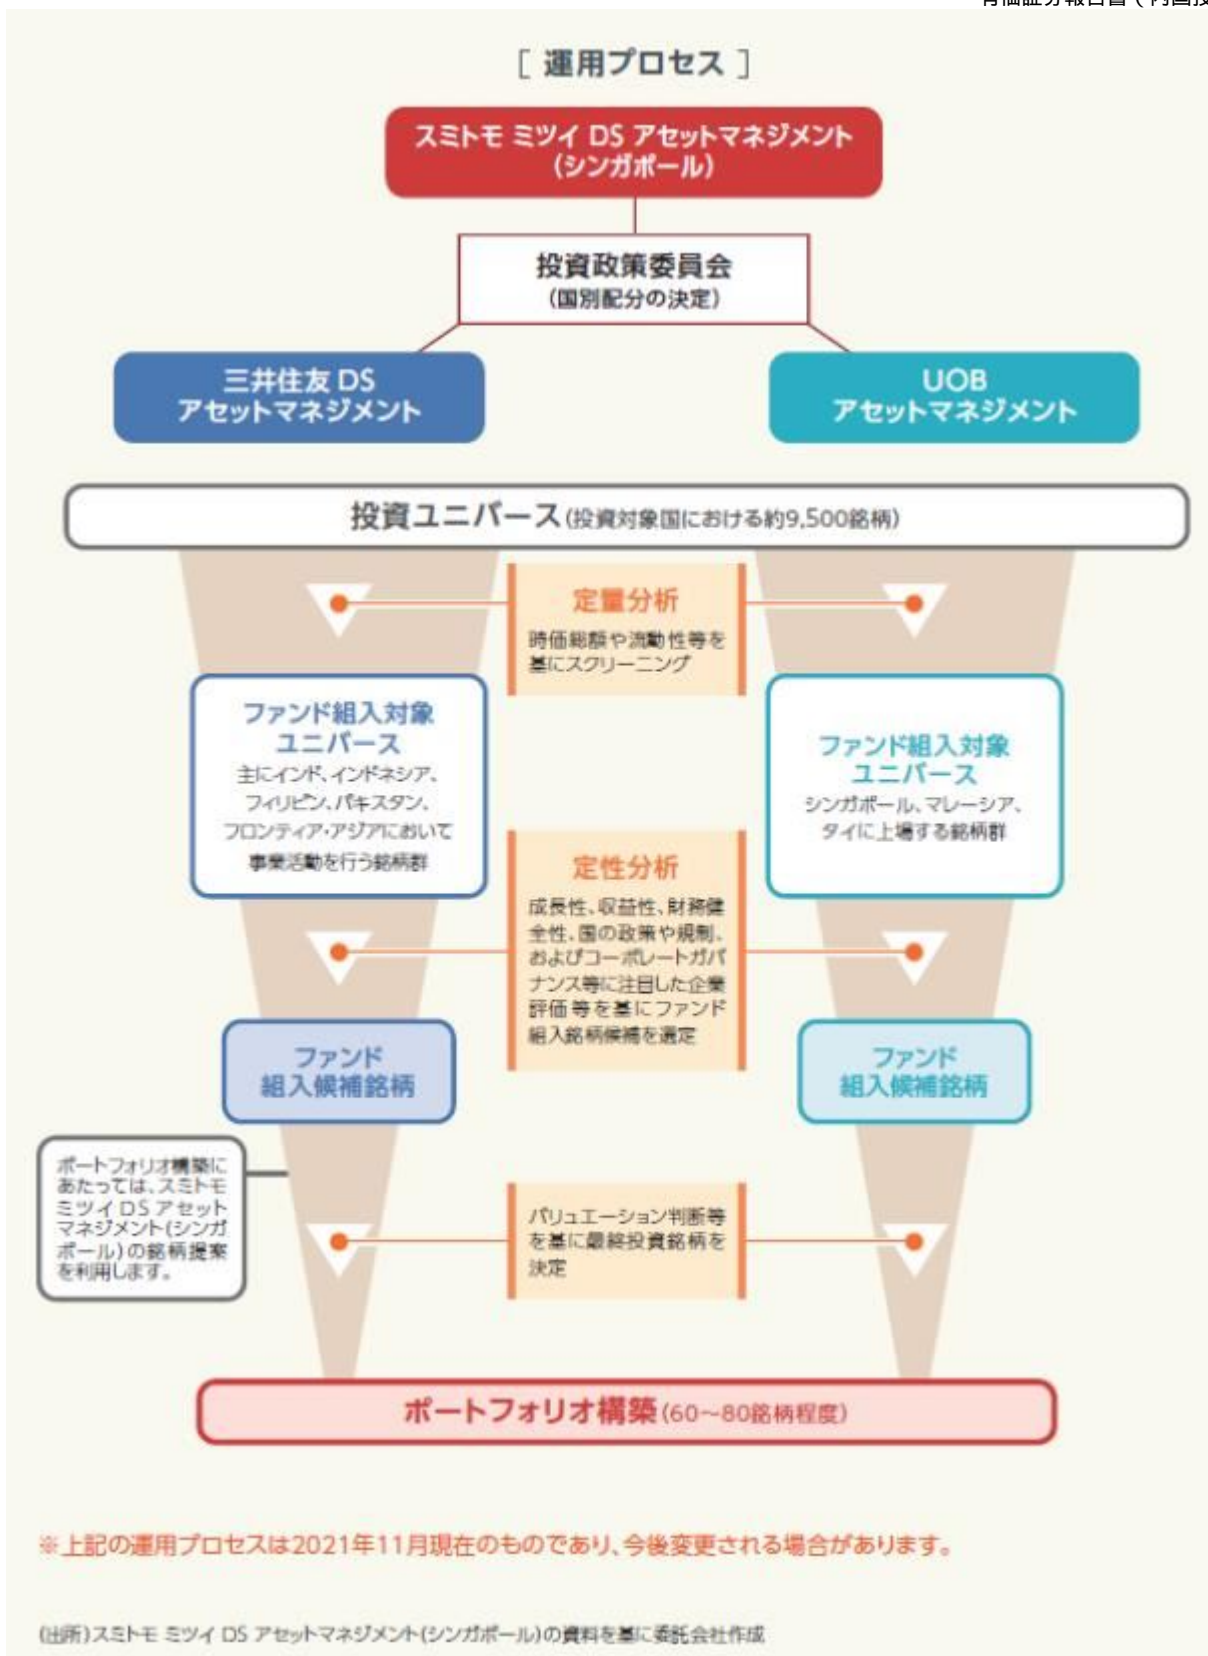 [ 運用プロセス ]
スミトモ ミツイ DS アセットマネジメント
(シンガポール)
投資政策委員会
(国別配分の決定)
三井住友 DS
アセットマネジメント
UOB
アセットマネジメント
投資ユニバース(投資対象国における約9,500銘柄)
定量分析
時価総額や流動性等を
基にスクリーニング
ファンド組入対象
ユニバース
主にインド、インドネシア、
フィリピン、パキスタン、
フロンティア・アジアにおいて
事業活動を行う銘柄群
ファンド組入対象
ユニバース
シンガポール、マレーシア、
タイに上場する銘柄群
定性分析
成長性、収益性、財務健
全性、国の政策や規制、
およびコーポレートガバ
ナンス等に注目した企業
評価等を基にファンド
組入銘柄候補を選定
ファンド
組入候補銘柄
ファンド
組入候補銘柄
ポートフォリオ構築に
あたっては、スミトモ
ミツイ DS アセット
マネジメント(シンガ
ポール)の銘柄提案
を利用します。
バリュエーション判断等
を基に最終投資銘柄を
決定
ポートフォリオ構築(60〜80銘柄程度)
※上記の運用プロセスは2021年11月現在のものであり、今後変更される場合があります。
(出所)スミトモ ミツイ DS アセットマネジメント(シンガポール)の資料を基に委託会社作成